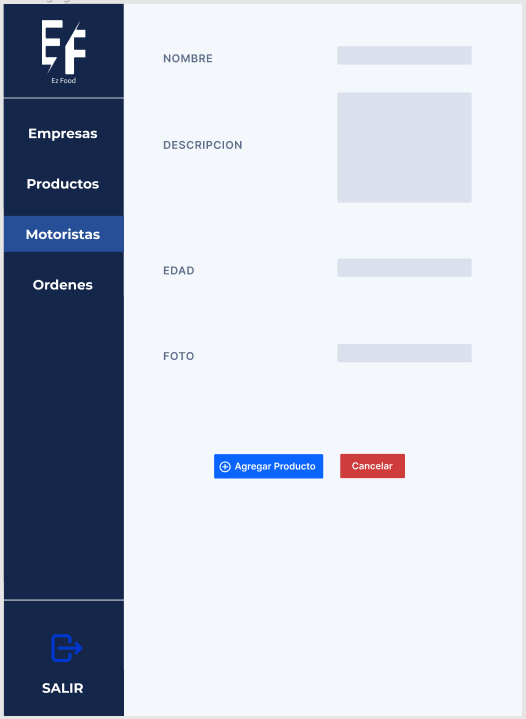 EF
Ez Food
Empresas
Productos
Motoristas
Ordenes
SALIR
NOMBRE
DESCRIPCION
EDAD
FOTO
Agregar Producto
Cancelar